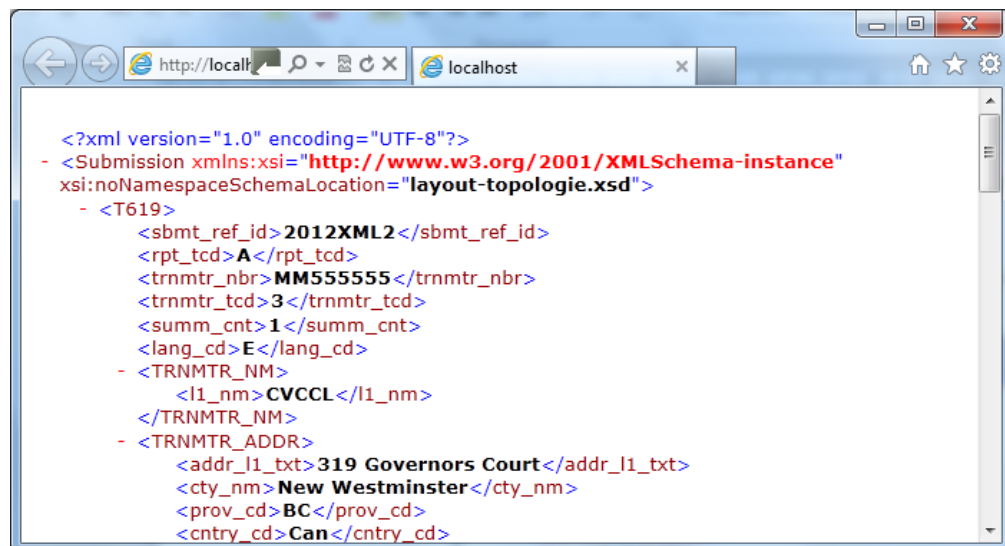 http://localh
localhost
<?xml version="1.0" encoding="UTF-8"?>
- <Submission xmlns:xsi="http://www.w3.org/2001/XMLSchema-instance"
xsi:noNamespaceSchemaLocation="layout-topologie.xsd">
- <T619>
<sbmt_ref_id>2012XML2</sbmt_ref_id>
<rpt_tcd>A</rpt_tcd>
<trnmtr_nbr>MM555555</trnmtr_nbr>
<trnmtr_tcd>3</trnmtr_tcd>
<summ_cnt>1</summ_cnt>
<lang_cd>E</lang_cd>
- <TRNMTR_NM>
<l1_nm>CVCCL</l1_nm>
</TRNMTR_NM>
- <TRNMTR_ADDR>
<addr_l1_txt>319 Governors Court</addr_l1_txt>
<cty_nm>New Westminster</cty_nm>
<prov_cd>BC</prov_cd>
<cntry_cd>Can</cntry_cd>